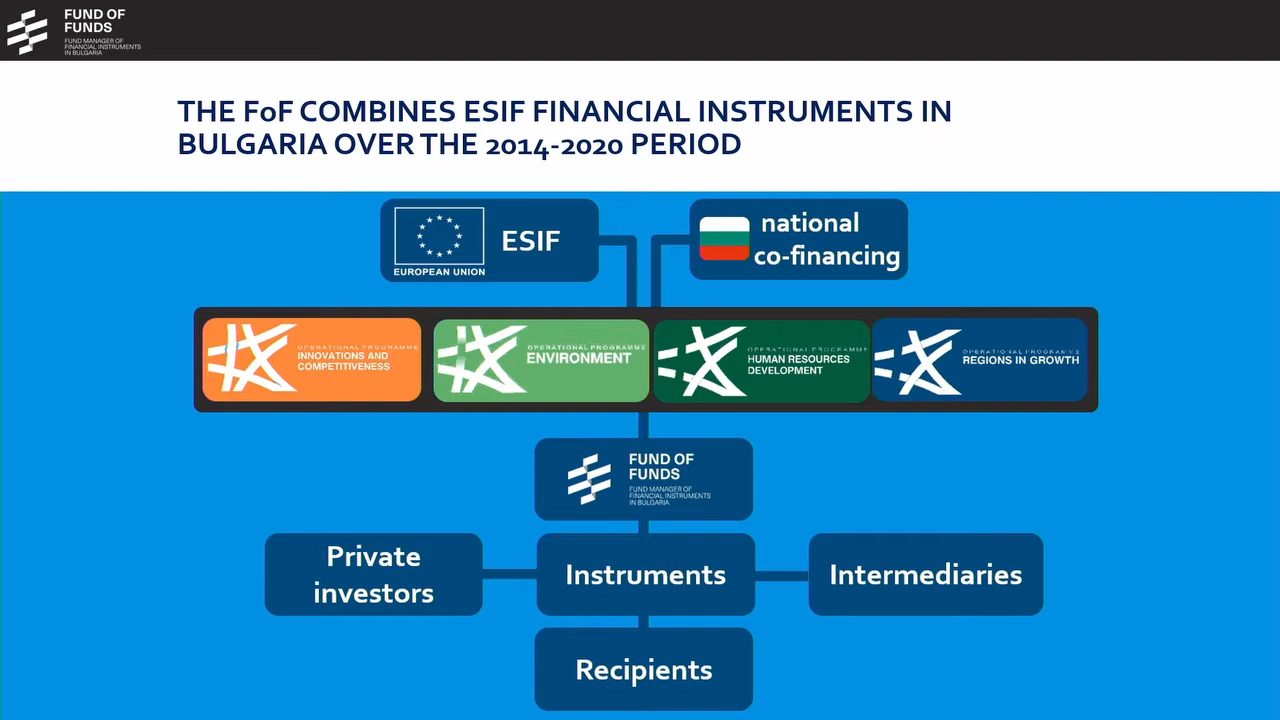 FUND OF
FUNDS
FUND MANAGER OF
FINANCIAL INSTRUMENTS
IN BULGARIA
THE FoF COMBINES ESIF FINANCIAL INSTRUMENTS IN
BULGARIA OVER THE 2014-2020 PERIOD
EUROPEAN UNION
ESIF
national
co-financing
OPERATIONAL PROGRAMME
INNOVATIONS AND
COMPETITIVENESS
OPERATIONAL PROGRAMME
ENVIRONMENT
OPERATIONAL PROGRAMME
HUMAN RESOURCES
DEVELOPMENT
OPERATIONAL PROGRAMME
REGIONS IN GROWTH
FUND OF
FUNDS
FUND MANAGER OF
FINANCIAL INSTRUMENTS
IN BULGARIA
Private
investors
Instruments
Intermediaries
Recipients